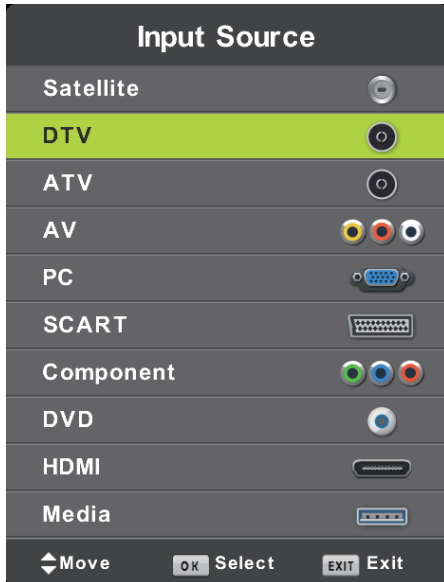 Input Source
Satellite
DTV
ATV
AV
PC
SCART
Component
DVD
HDMI
Media
Move OK Select EXIT Exit